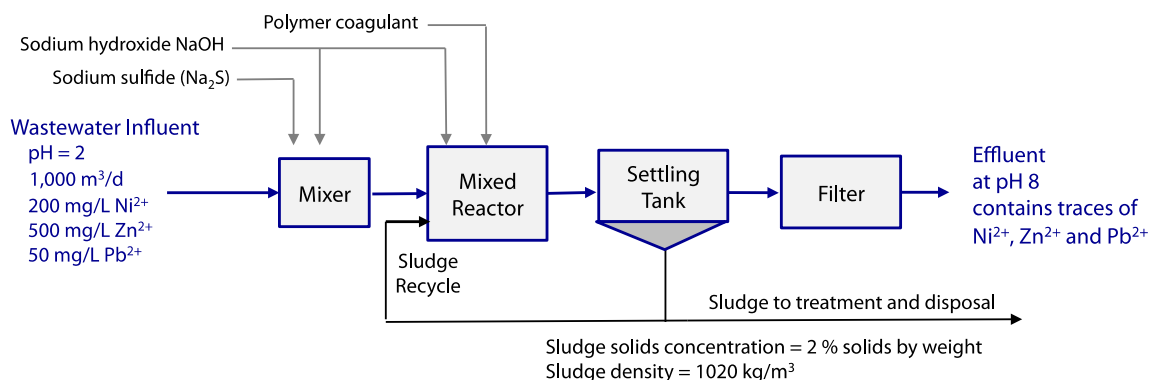 Polymer coagulant
Sodium hydroxide NaOH
Sodium sulfide (Na₂S)
Wastewater Influent
pH = 2
1,000 m³/d
200 mg/L Ni²⁺
500 mg/L Zn²⁺
50 mg/L Pb²⁺
Mixer
Mixed
Reactor
Settling
Tank
Filter
Effluent
at pH 8
contains traces of
Ni²⁺, Zn²⁺ and Pb²⁺
Sludge
Recycle
Sludge to treatment and disposal
Sludge solids concentration = 2 % solids by weight
Sludge density = 1020 kg/m³